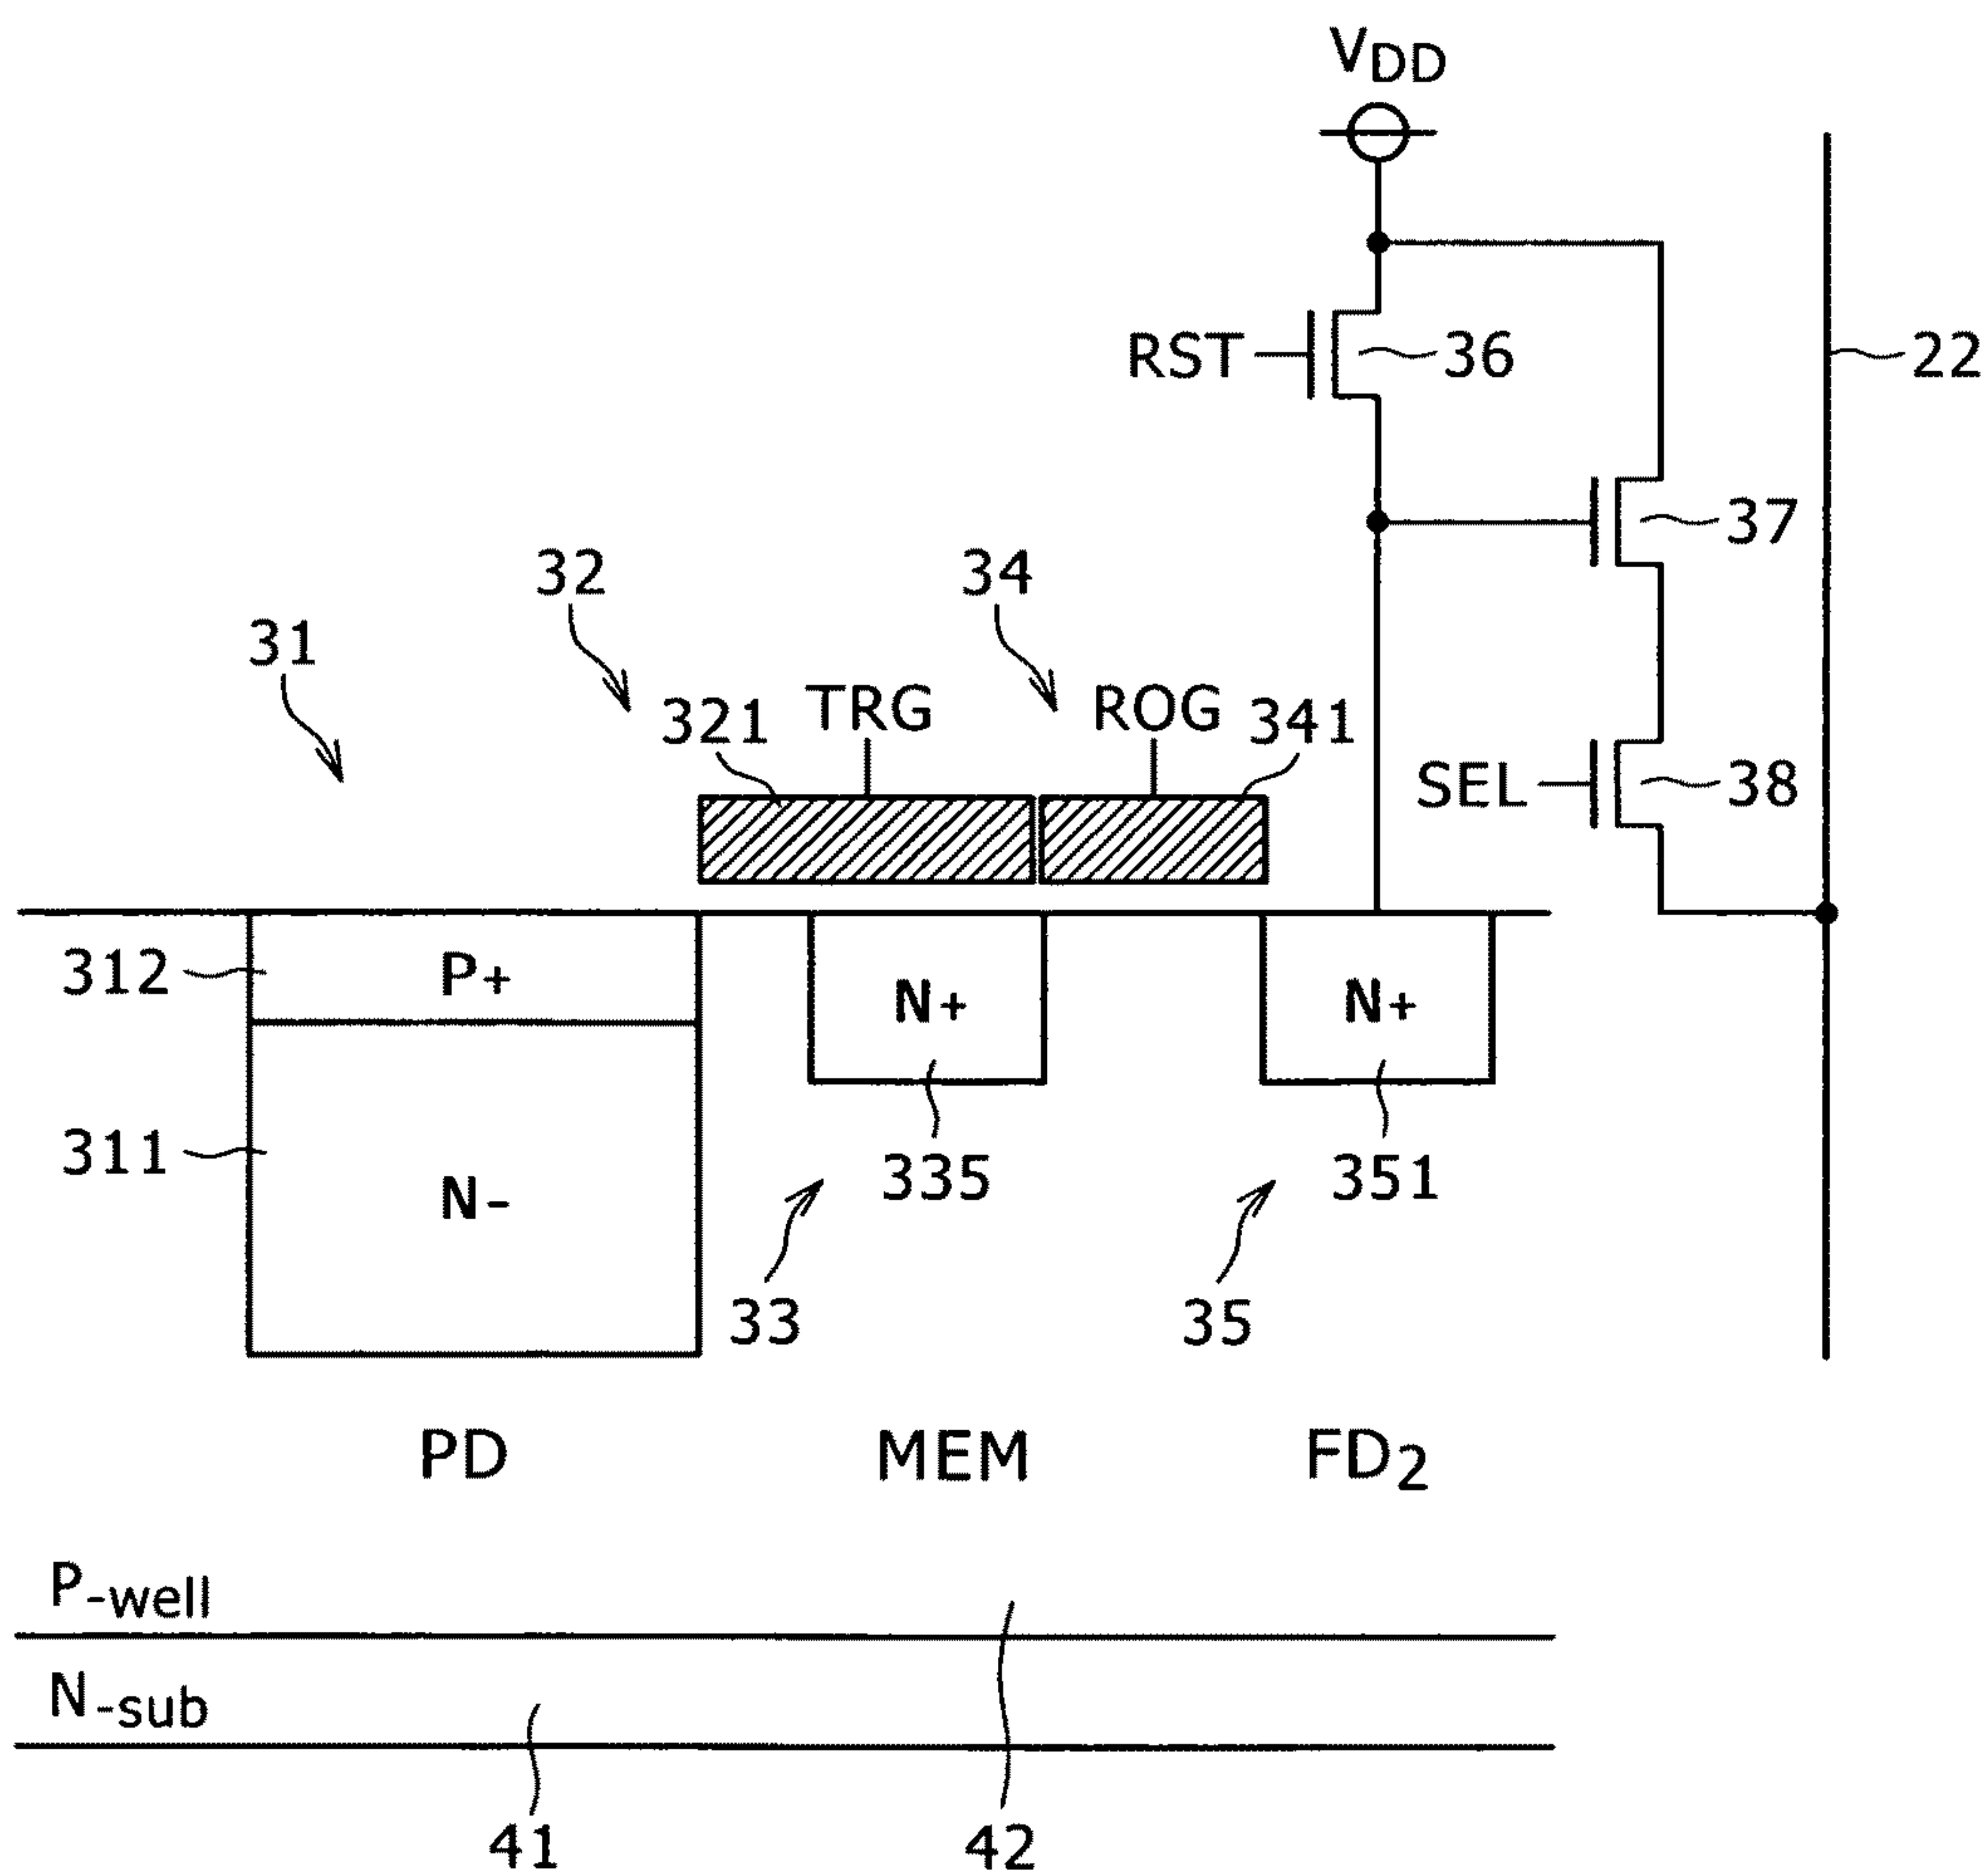 VDD
RST 36 22
37
32 34
31
321 TRG ROG 341
SEL 38
312 P+ N+ N+
311 N- 335 351
33 35
PD MEM FD2
P-well
N-sub
41 42